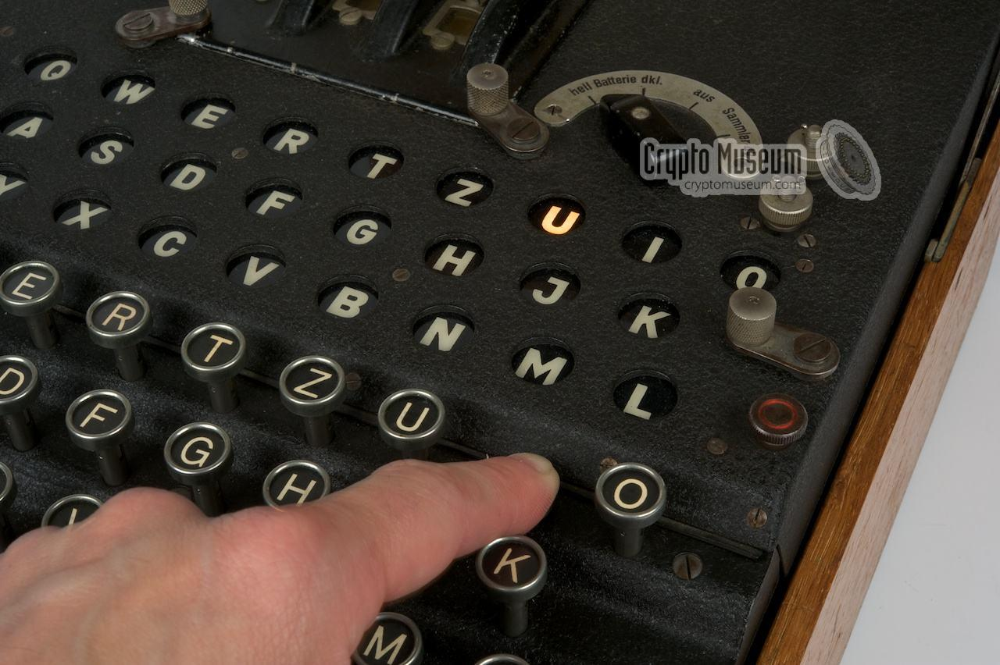 hell Batterie dkl. aus Sammler
Crypto Museum
cryptomuseum.com
Q W E R T Z U I O
A S D F G H J K
Y X C V B N M L
E R T Z U O
D F G H K
M